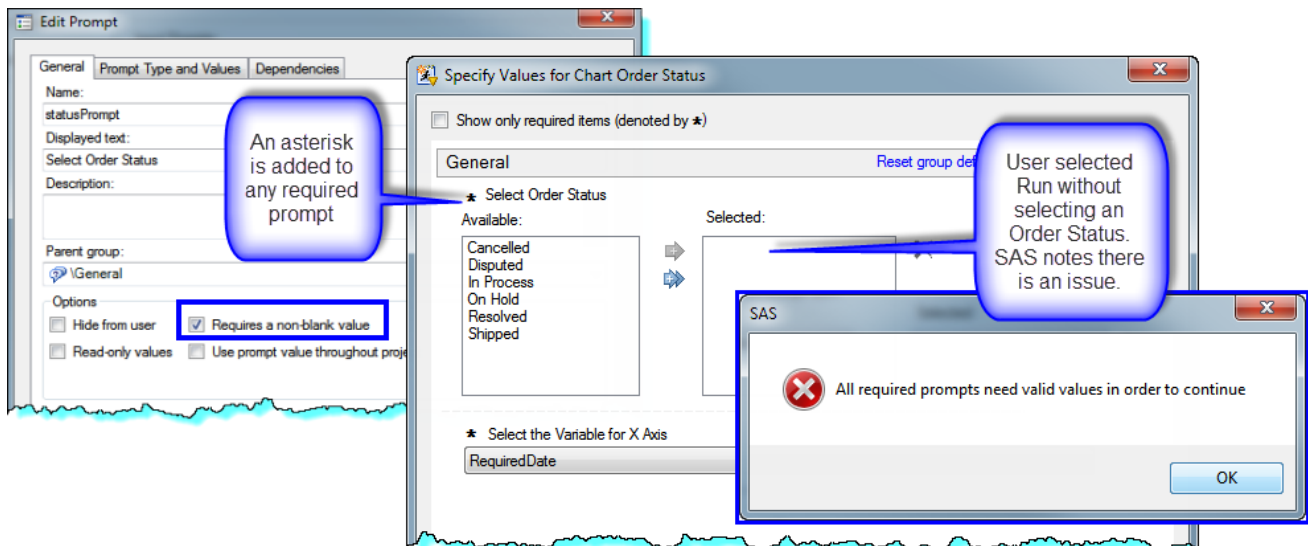 Edit Prompt
General Prompt Type and Values Dependencies
Name:
statusPrompt
Displayed text:
Select Order Status
Description:
Parent group:
\General
Options
Hide from user Requires a non-blank value
Read-only values Use prompt value throughout proje
An asterisk
is added to
any required
prompt
Specify Values for Chart Order Status
Show only required items (denoted by *)
General Reset group def
* Select Order Status
Available: Selected:
Cancelled
Disputed
In Process
On Hold
Resolved
Shipped
* Select the Variable for X Axis
RequiredDate
User selected
Run without
selecting an
Order Status.
SAS notes there
is an issue.
SAS
All required prompts need valid values in order to continue
OK